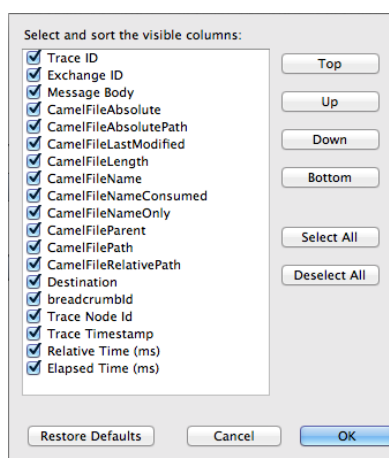 Select and sort the visible columns:
Trace ID
Exchange ID
Message Body
CamelFileAbsolute
CamelFileAbsolutePath
CamelFileLastModified
CamelFileLength
CamelFileName
CamelFileNameConsumed
CamelFileNameOnly
CamelFileParent
CamelFilePath
CamelFileRelativePath
Destination
breadcrumbId
Trace Node Id
Trace Timestamp
Relative Time (ms)
Elapsed Time (ms)
Top
Up
Down
Bottom
Select All
Deselect All
Restore Defaults
Cancel
OK